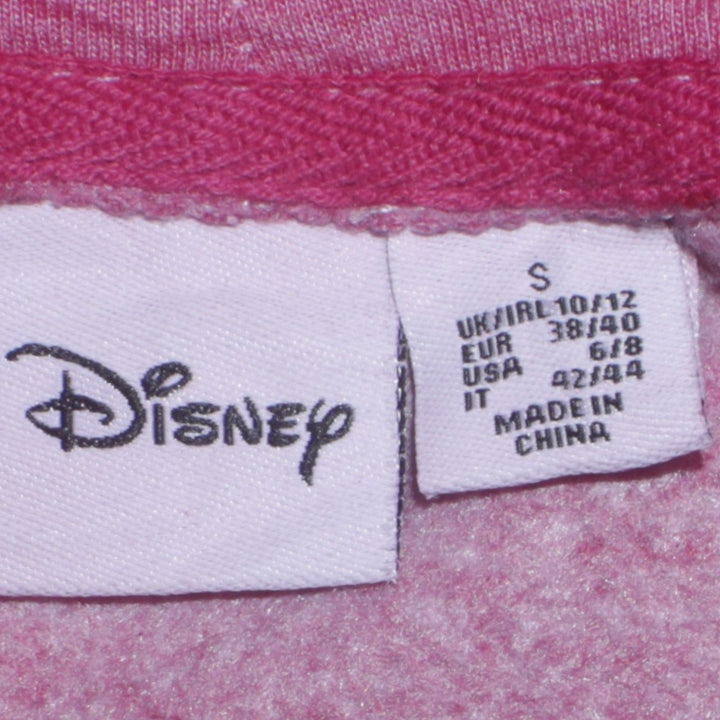 Disney
S
UK/IRL 10/12
EUR 38/40
USA 6/8
IT 42/44
MADE IN
CHINA